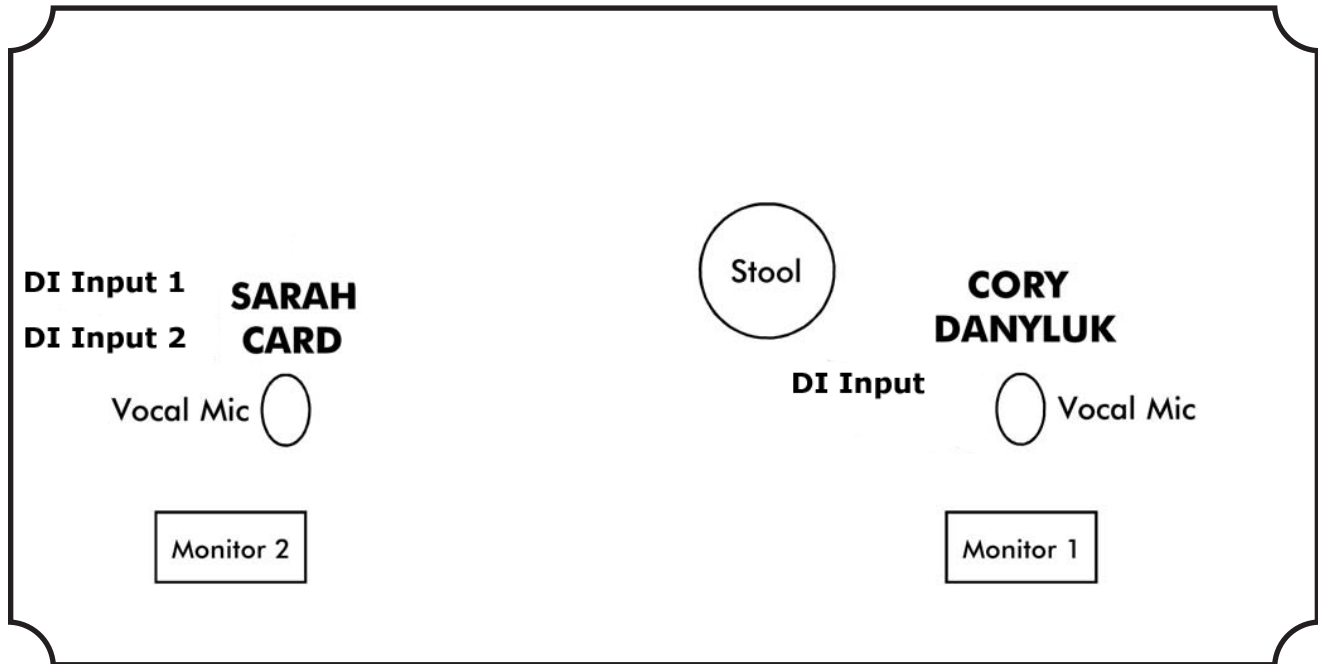 DI Input 1
DI Input 2
SARAH
CARD
Vocal Mic
Monitor 2
Stool
CORY
DANYLUK
DI Input
Vocal Mic
Monitor 1